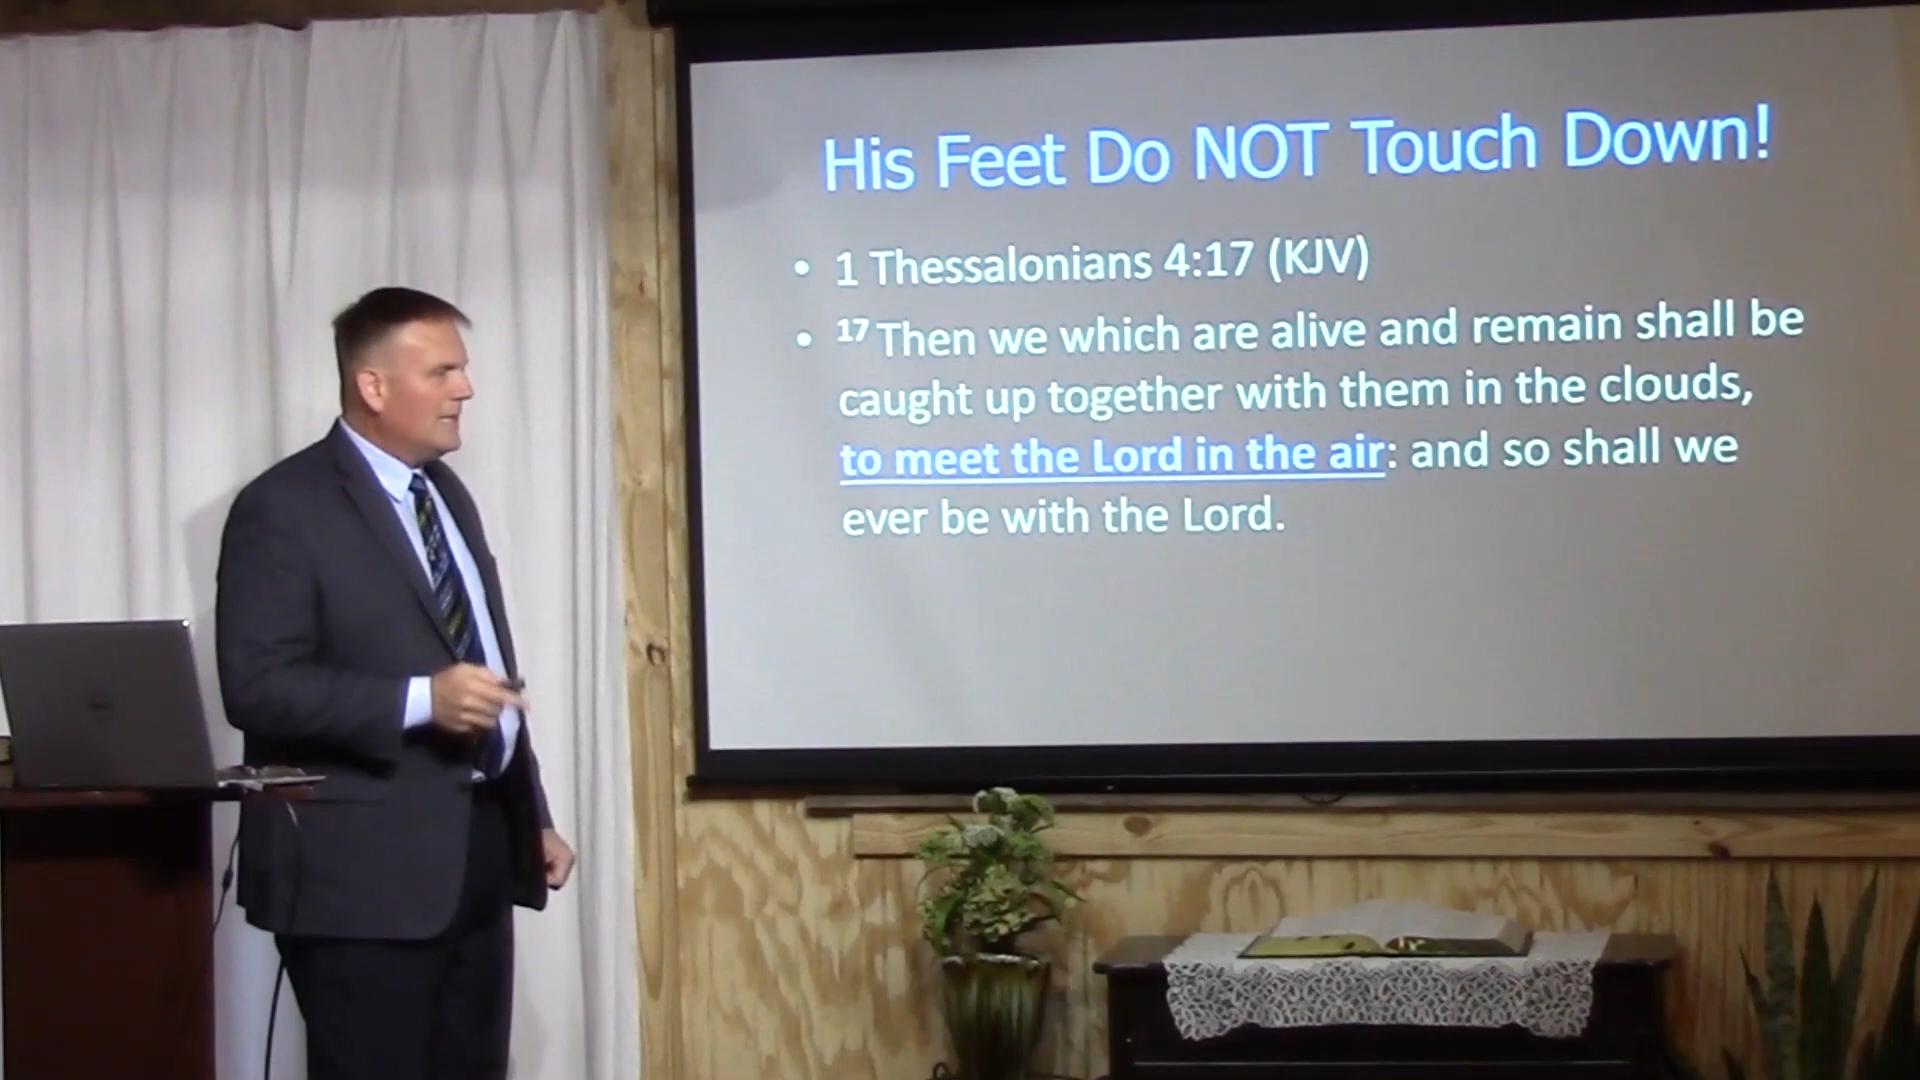 His Feet Do NOT Touch Down!
• 1 Thessalonians 4:17 (KJV)
• ¹⁷ Then we which are alive and remain shall be
caught up together with them in the clouds,
to meet the Lord in the air: and so shall we
ever be with the Lord.